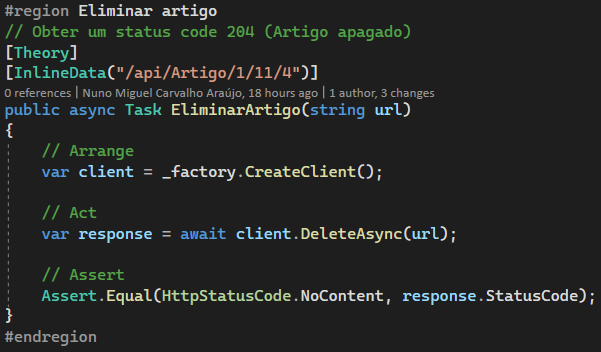 #region Eliminar artigo
// Obter um status code 204 (Artigo apagado)
[Theory]
[InlineData("/api/Artigo/1/11/4")]
0 references | Nuno Miguel Carvalho Araújo, 18 hours ago | 1 author, 3 changes
public async Task EliminarArtigo(string url)
{
    // Arrange
    var client = _factory.CreateClient();

    // Act
    var response = await client.DeleteAsync(url);

    // Assert
    Assert.Equal(HttpStatusCode.NoContent, response.StatusCode);
}
#endregion